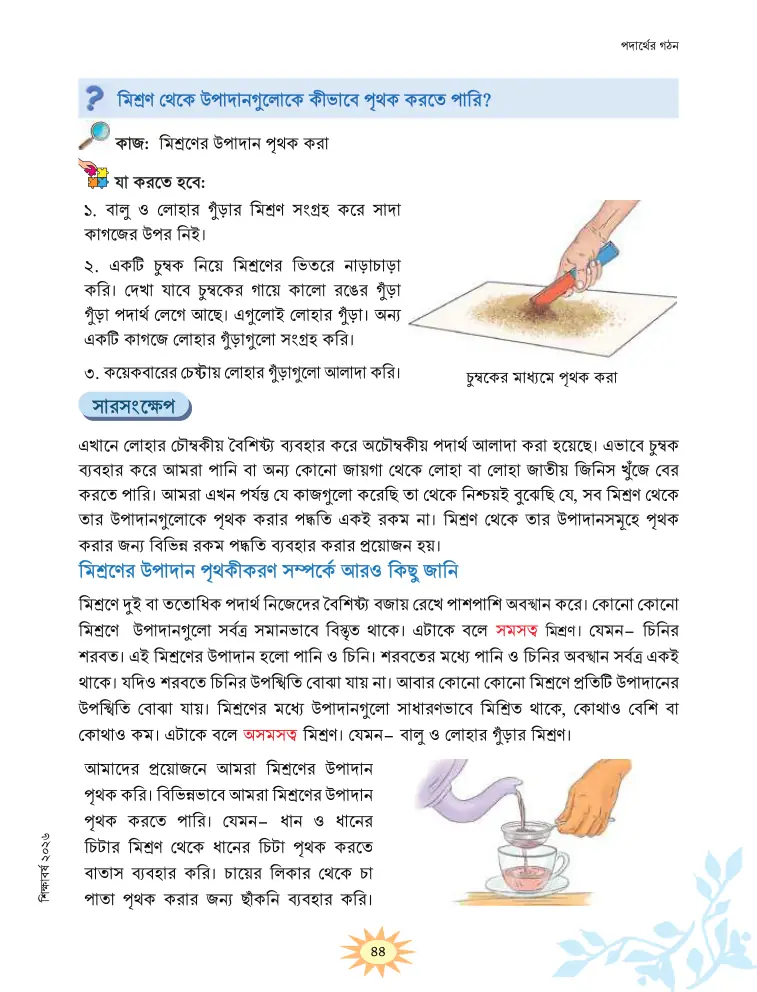 পদার্থের গঠন
? মিশ্রণ থেকে উপাদানগুলোকে কীভাবে পৃথক করতে পারি?
কাজ: মিশ্রণের উপাদান পৃথক করা
যা করতে হবে:
১. বালু ও লোহার গুঁড়ার মিশ্রণ সংগ্রহ করে সাদা
কাগজের উপর নিই।
২. একটি চুম্বক নিয়ে মিশ্রণের ভিতরে নাড়াচাড়া
করি। দেখা যাবে চুম্বকের গায়ে কালো রঙের গুঁড়া
গুঁড়া পদার্থ লেগে আছে। এগুলোই লোহার গুঁড়া। অন্য
একটি কাগজে লোহার গুঁড়াগুলো সংগ্রহ করি।
৩. কয়েকবারের চেষ্টায় লোহার গুঁড়াগুলো আলাদা করি।
চুম্বকের মাধ্যমে পৃথক করা
সারসংক্ষেপ
এখানে লোহার চৌম্বকীয় বৈশিষ্ট্য ব্যবহার করে অচৌম্বকীয় পদার্থ আলাদা করা হয়েছে। এভাবে চুম্বক
ব্যবহার করে আমরা পানি বা অন্য কোনো জায়গা থেকে লোহা বা লোহা জাতীয় জিনিস খুঁজে বের
করতে পারি। আমরা এখন পর্যন্ত যে কাজগুলো করেছি তা থেকে নিশ্চয়ই বুঝেছি যে, সব মিশ্রণ থেকে
তার উপাদানগুলোকে পৃথক করার পদ্ধতি একই রকম না। মিশ্রণ থেকে তার উপাদানসমূহে পৃথক
করার জন্য বিভিন্ন রকম পদ্ধতি ব্যবহার করার প্রয়োজন হয়।
মিশ্রণের উপাদান পৃথকীকরণ সম্পর্কে আরও কিছু জানি
মিশ্রণে দুই বা ততোধিক পদার্থ নিজেদের বৈশিষ্ট্য বজায় রেখে পাশপাশি অবস্থান করে। কোনো কোনো
মিশ্রণে উপাদানগুলো সর্বত্র সমানভাবে বিস্তৃত থাকে। এটাকে বলে সমসত্ব মিশ্রণ। যেমন– চিনির
শরবত। এই মিশ্রণের উপাদান হলো পানি ও চিনি। শরবতের মধ্যে পানি ও চিনির অবস্থান সর্বত্র একই
থাকে। যদিও শরবতে চিনির উপস্থিতি বোঝা যায় না। আবার কোনো কোনো মিশ্রণে প্রতিটি উপাদানের
উপস্থিতি বোঝা যায়। মিশ্রণের মধ্যে উপাদানগুলো সাধারণভাবে মিশ্রিত থাকে, কোথাও বেশি বা
কোথাও কম। এটাকে বলে অসমসত্ব মিশ্রণ। যেমন– বালু ও লোহার গুঁড়ার মিশ্রণ।
আমাদের প্রয়োজনে আমরা মিশ্রণের উপাদান
পৃথক করি। বিভিন্নভাবে আমরা মিশ্রণের উপাদান
পৃথক করতে পারি। যেমন– ধান ও ধানের
চিটার মিশ্রণ থেকে ধানের চিটা পৃথক করতে
বাতাস ব্যবহার করি। চায়ের লিকার থেকে চা
পাতা পৃথক করার জন্য ছাঁকনি ব্যবহার করি।
শিক্ষাবর্ষ ২০২৬
৪৪